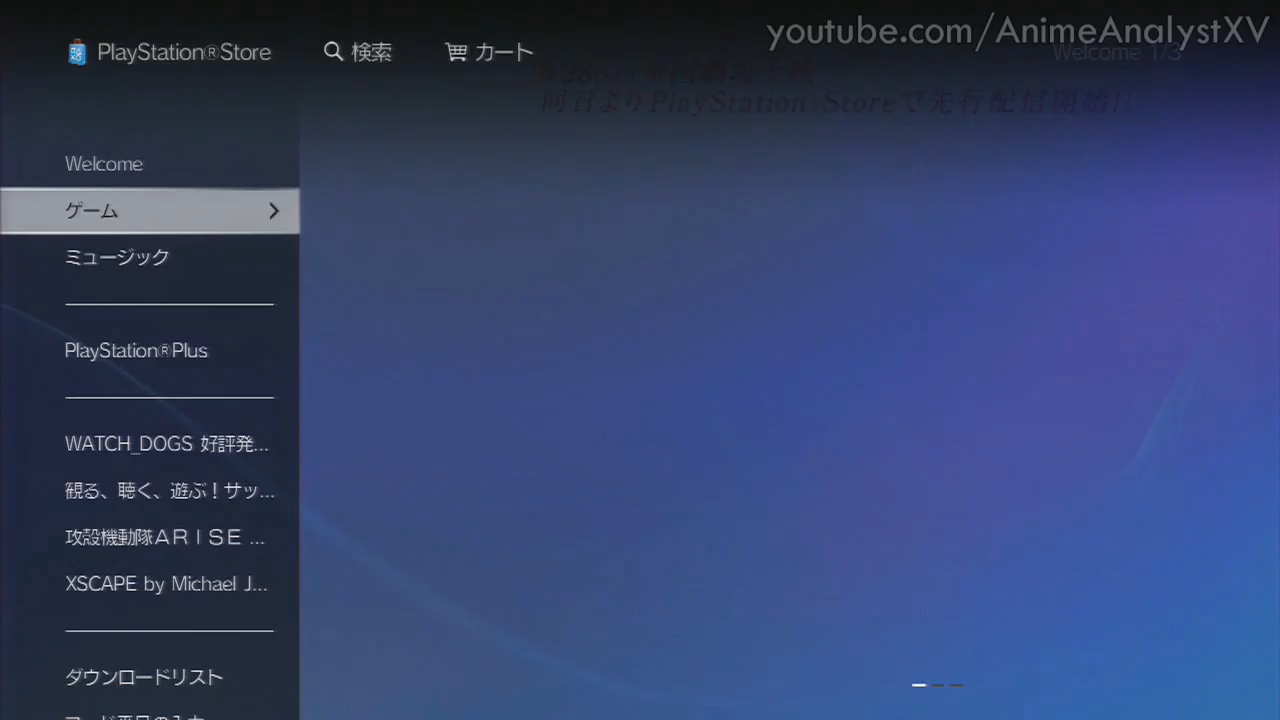 youtube.com/AnimeAnalystXV
PlayStation®Store
検索
カート
Welcome 1/3
同日よりPlayStation Storeで先行配信開始!!
Welcome
ゲーム
ミュージック
PlayStation®Plus
WATCH_DOGS 好評発...
観る、聴く、遊ぶ！サッ...
攻殻機動隊ＡＲＩＳＥ ...
XSCAPE by Michael J...
ダウンロードリスト